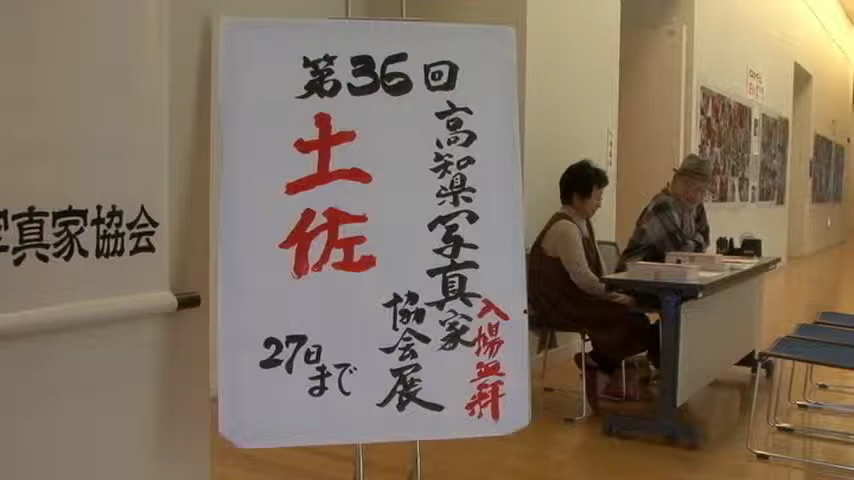 第36回
高知県写真家
協会展
土佐
27日
まで
入場無料
真家協会